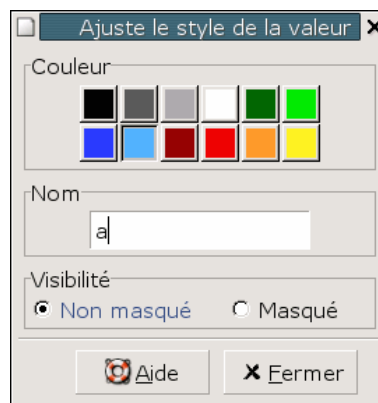 Ajuste le style de la valeur
Couleur
Nom
a
Visibilité
Non masqué Masqué
Aide Fermer